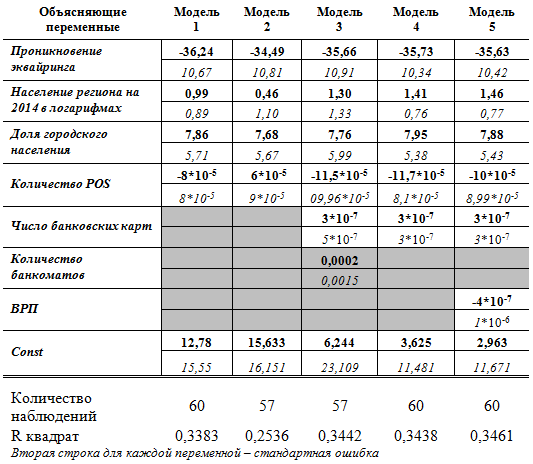 Объясняющие переменные Модель 1 Модель 2 Модель 3 Модель 4 Модель 5
Проникновение эквайринга -36,24 -34,49 -35,66 -35,73 -35,63
10,67 10,81 10,91 10,34 10,42
Население региона на 2014 в логарифмах 0,99 0,46 1,30 1,41 1,46
0,89 1,10 1,33 0,76 0,77
Доля городского населения 7,86 7,68 7,76 7,95 7,88
5,71 5,67 5,99 5,38 5,43
Количество POS -8*10-5 6*10-5 -11,5*10-5 -11,7*10-5 -10*10-5
8*10-5 9*10-5 09,96*10-5 8,1*10-5 8,99*10-5
Число банковских карт 3*10-7 3*10-7 3*10-7
5*10-7 3*10-7 3*10-7
Количество банкоматов 0,0002
0,0015
ВРП -4*10-7
1*10-6
Const 12,78 15,633 6,244 3,625 2,963
15,55 16,151 23,109 11,481 11,671
Количество наблюдений 60 57 57 60 60
R квадрат 0,3383 0,2536 0,3442 0,3438 0,3461
Вторая строка для каждой переменной – стандартная ошибка